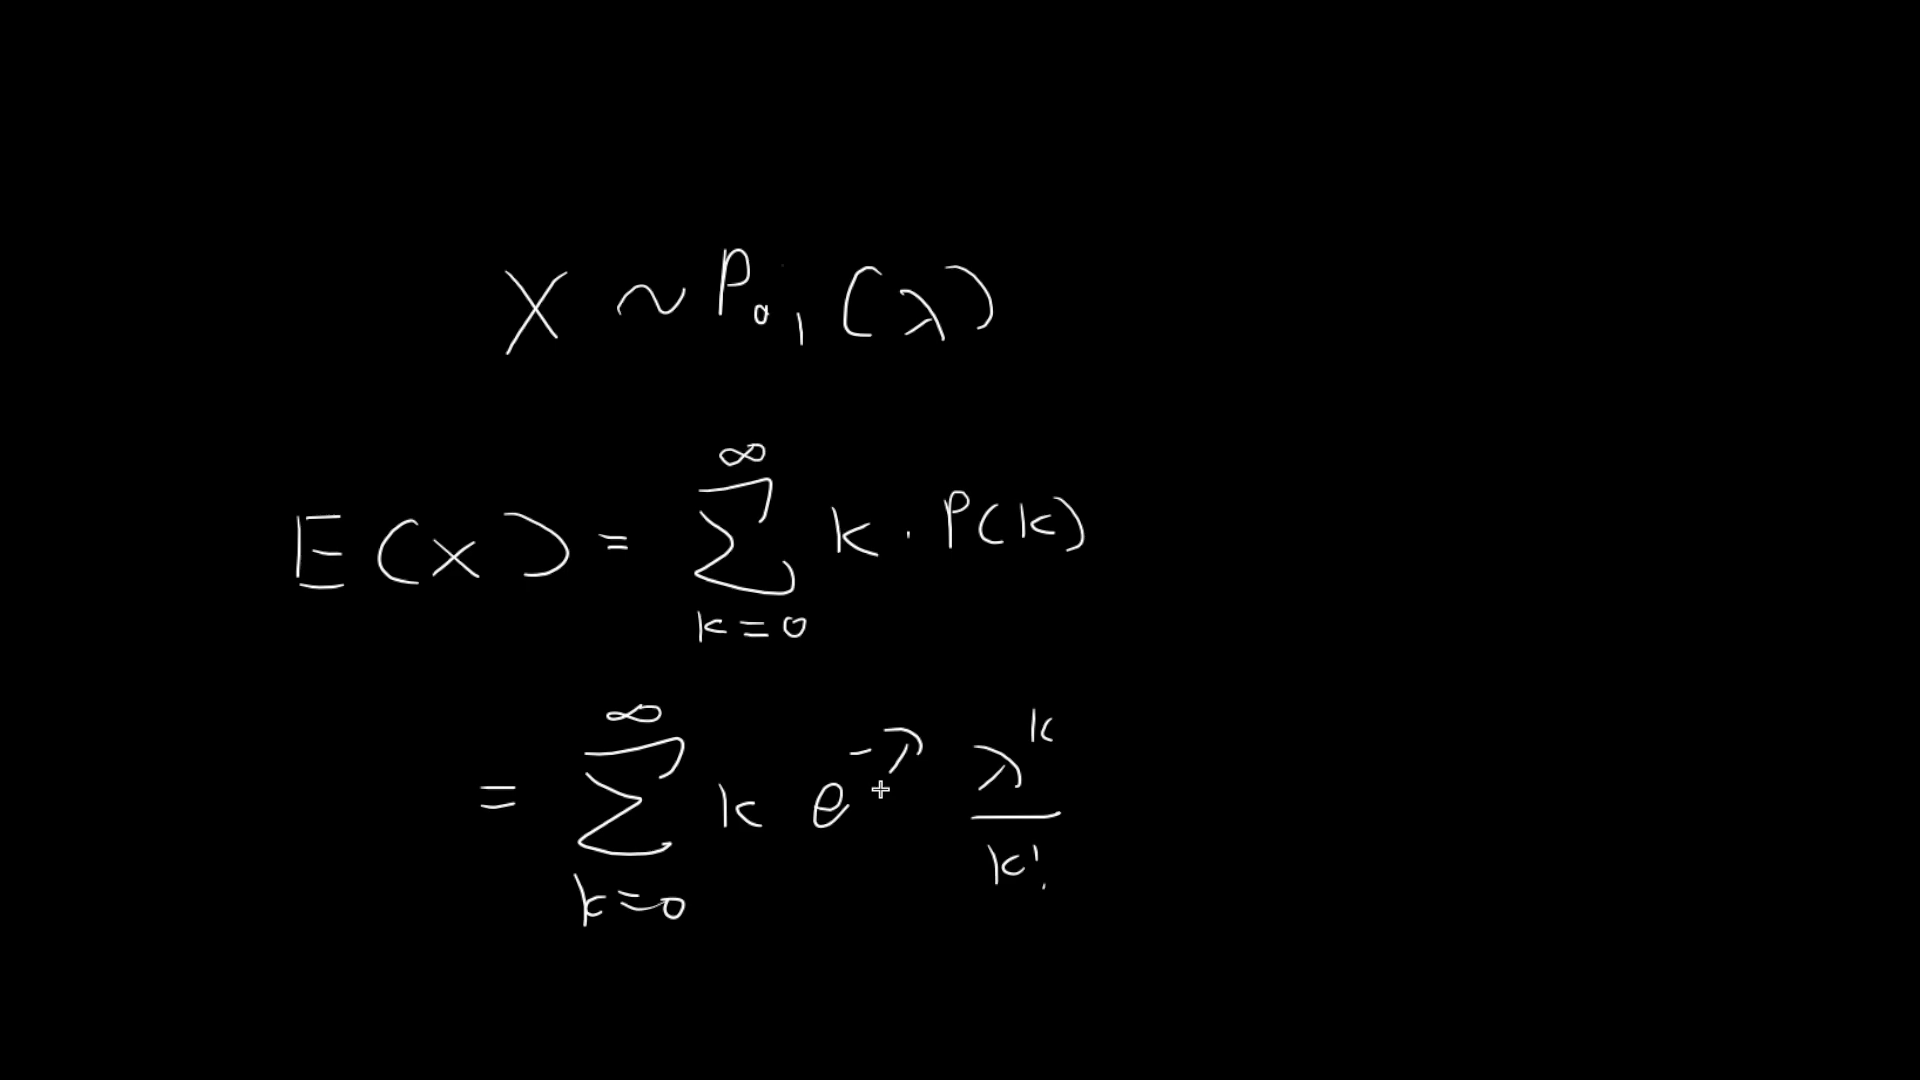 X ~ Poi(λ)
E(x) = ∑_{k=0}^{∞} k · P(k)
= ∑_{k=0}^{∞} k e^{-λ} λ^k / k!